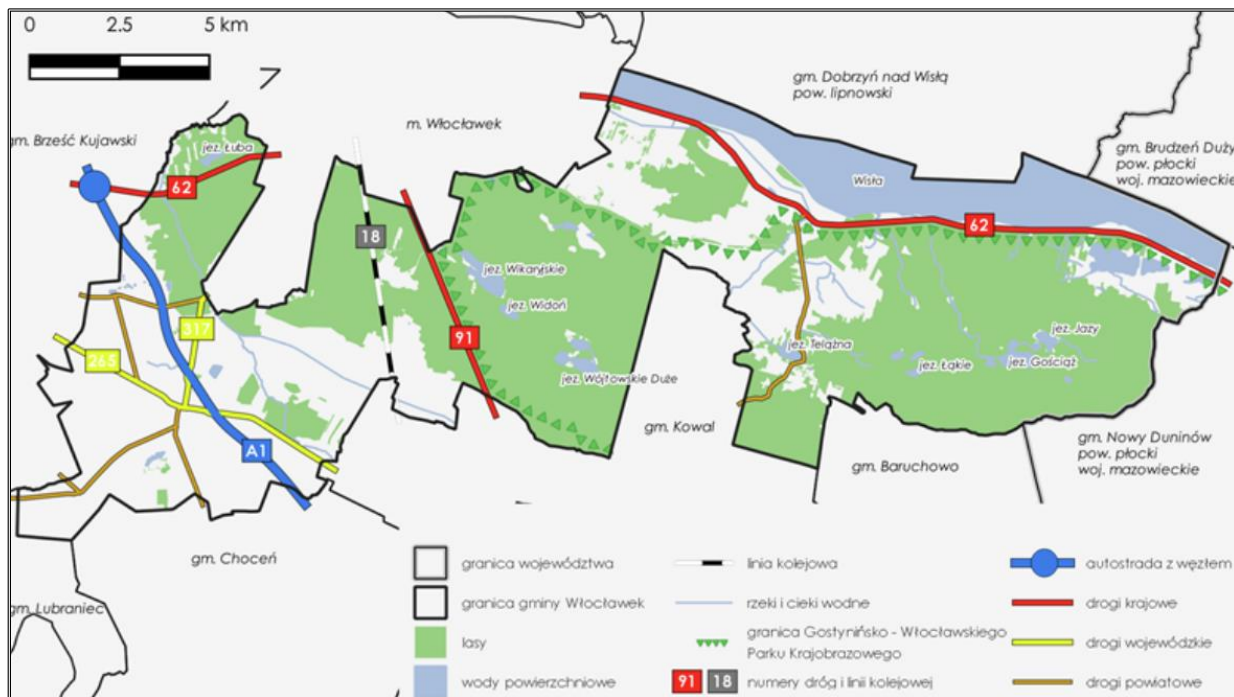 0 2.5 5 km
gm. Dobrzyń nad Wisłą
pow. lipnowski
gm. Brześć Kujawski
m. Włocławek
jez. Łuba
gm. Brudzeń Duży
pow. płocki
woj. mazowieckie
62
Wisła
18
62
jez. Wikaryjskie
jez. Widoń
317
91
265
jez. Jazy
jez. Telążna
jez. Łąkie
jez. Gościąż
jez. Wójtowskie Duże
gm. Kowal
A1
gm. Nowy Duninów
pow. płocki
woj. mazowieckie
gm. Baruchowo
gm. Choceń
gm. Lubraniec
granica województwa
granica gminy Włocławek
lasy
wody powierzchniowe
linia kolejowa
rzeki i cieki wodne
granica Gostynińsko - Włocławskiego
Parku Krajobrazowego
91 18 numery dróg i linii kolejowej
autostrada z węzłem
drogi krajowe
drogi wojewódzkie
drogi powiatowe